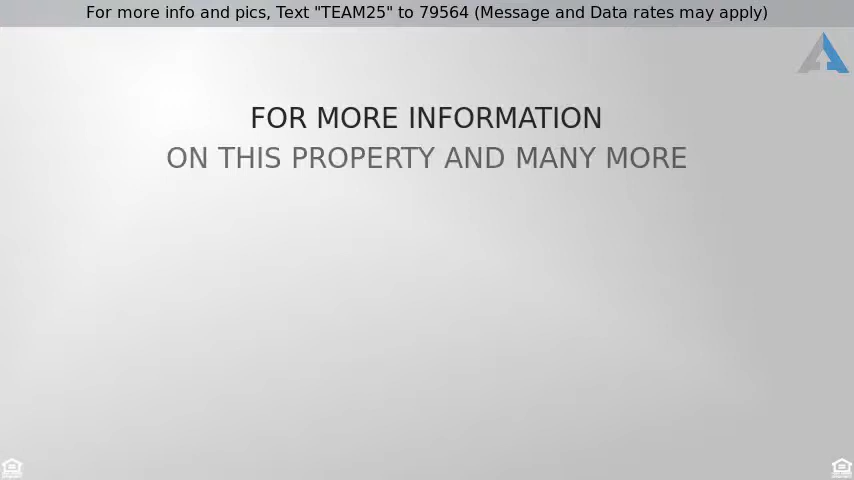 For more info and pics, Text "TEAM25" to 79564 (Message and Data rates may apply)
FOR MORE INFORMATION
ON THIS PROPERTY AND MANY MORE